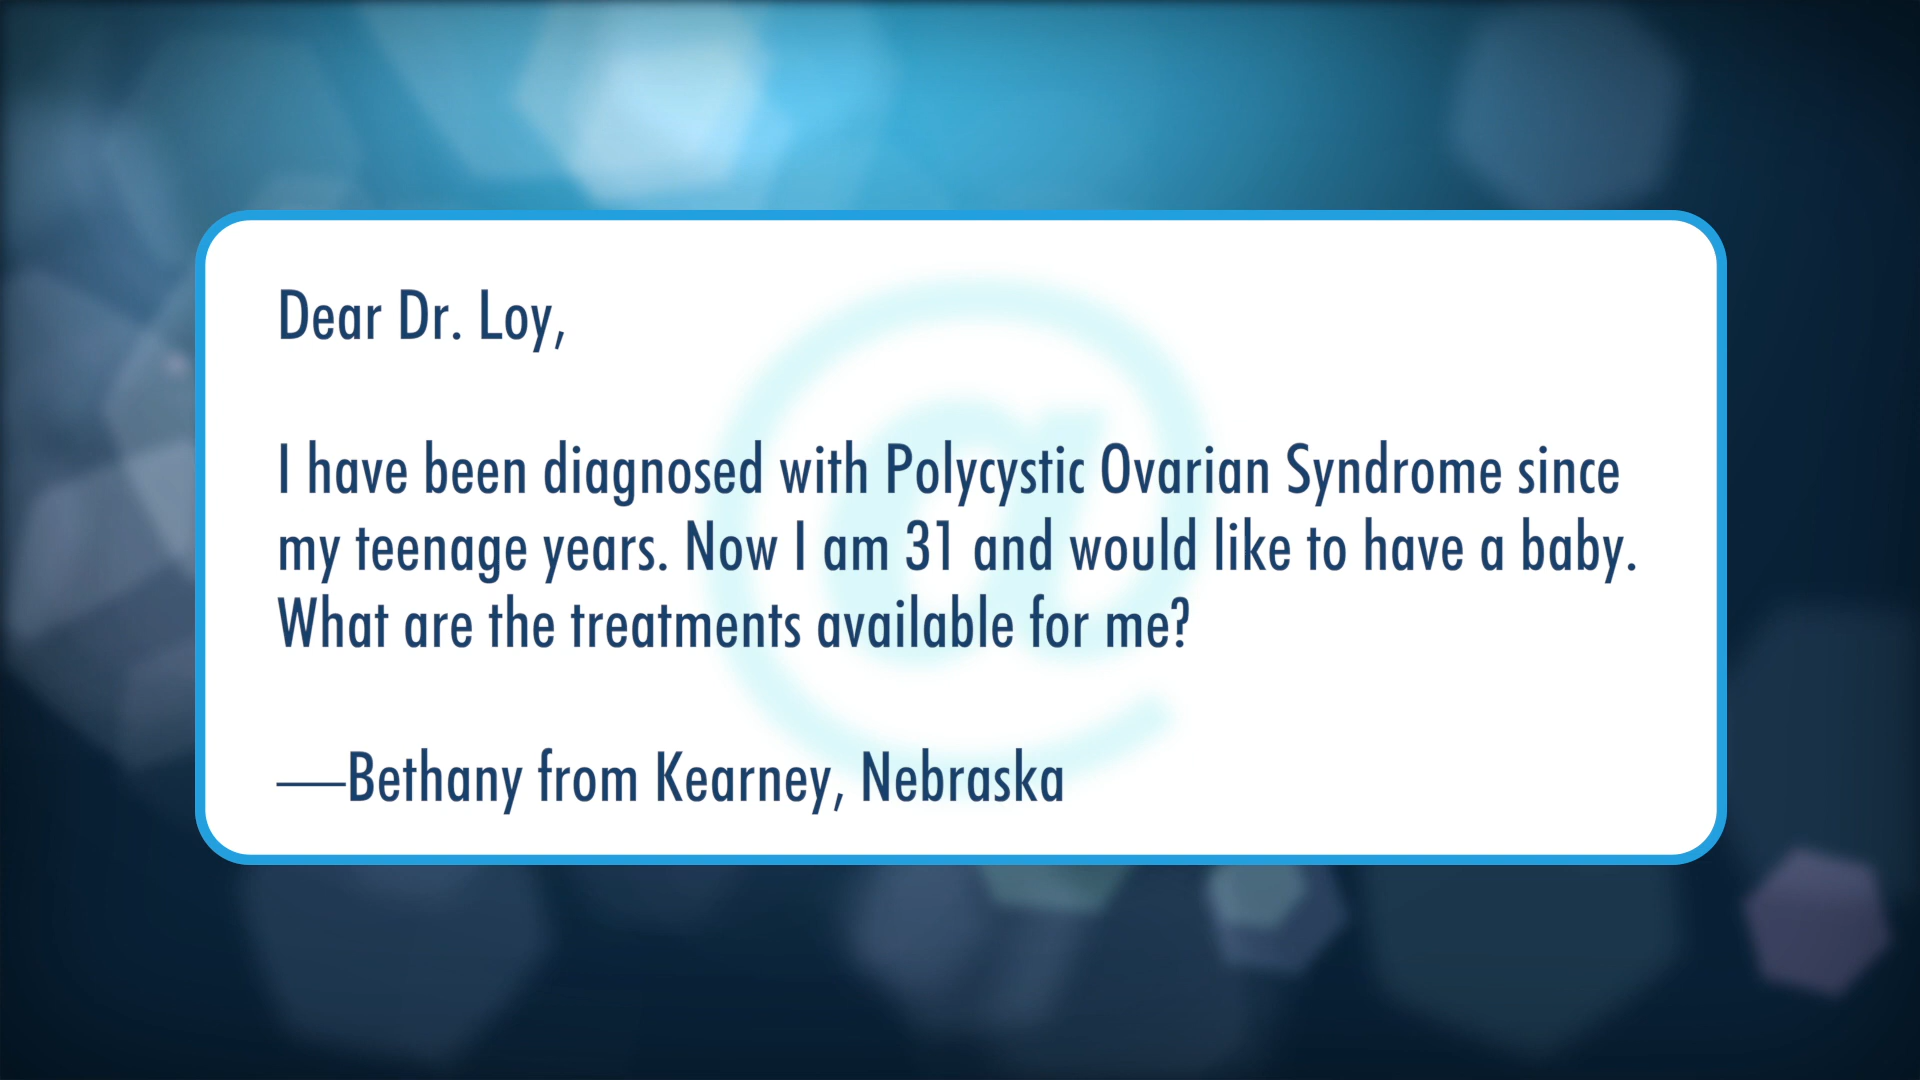 Dear Dr. Loy,
I have been diagnosed with Polycystic Ovarian Syndrome since
my teenage years. Now I am 31 and would like to have a baby.
What are the treatments available for me?
—Bethany from Kearney, Nebraska